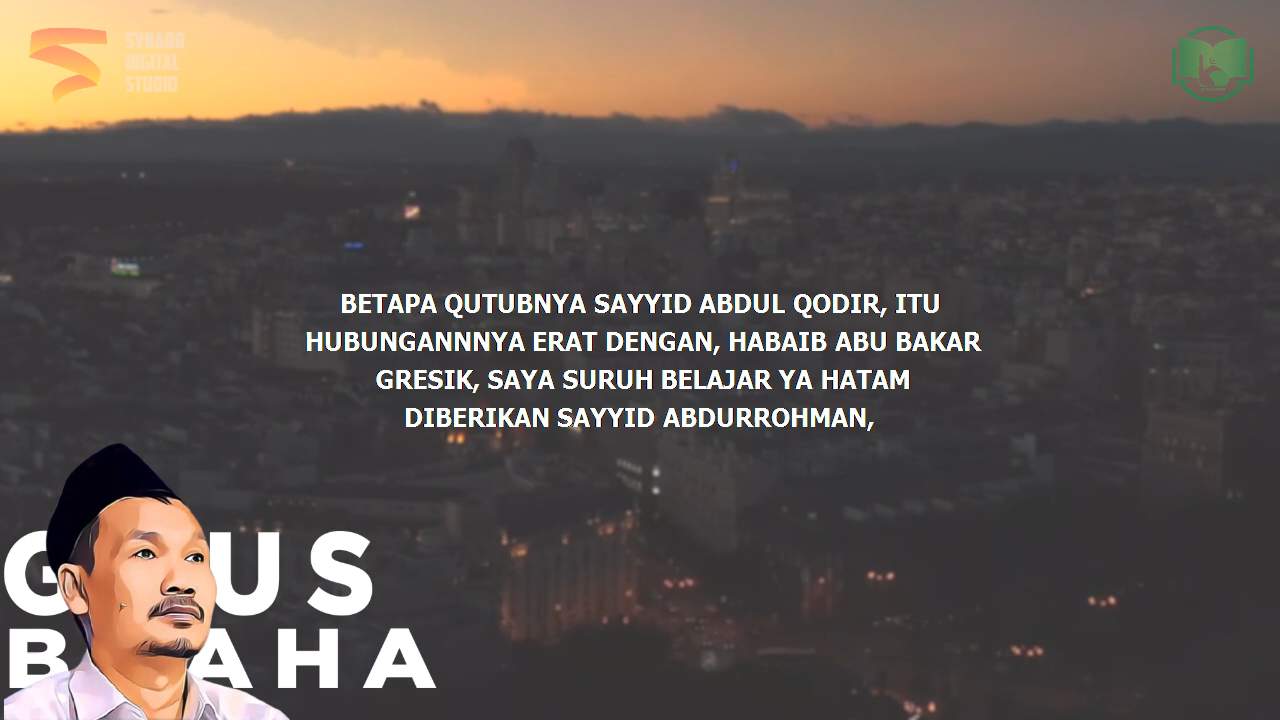 SYNADO
DIGITAL
STUDIO
BETAPA QUTUBNYA SAYYID ABDUL QODIR, ITU
HUBUNGANNNYA ERAT DENGAN, HABAIB ABU BAKAR
GRESIK, SAYA SURUH BELAJAR YA HATAM
DIBERIKAN SAYYID ABDURROHMAN,
GUS
BAHA